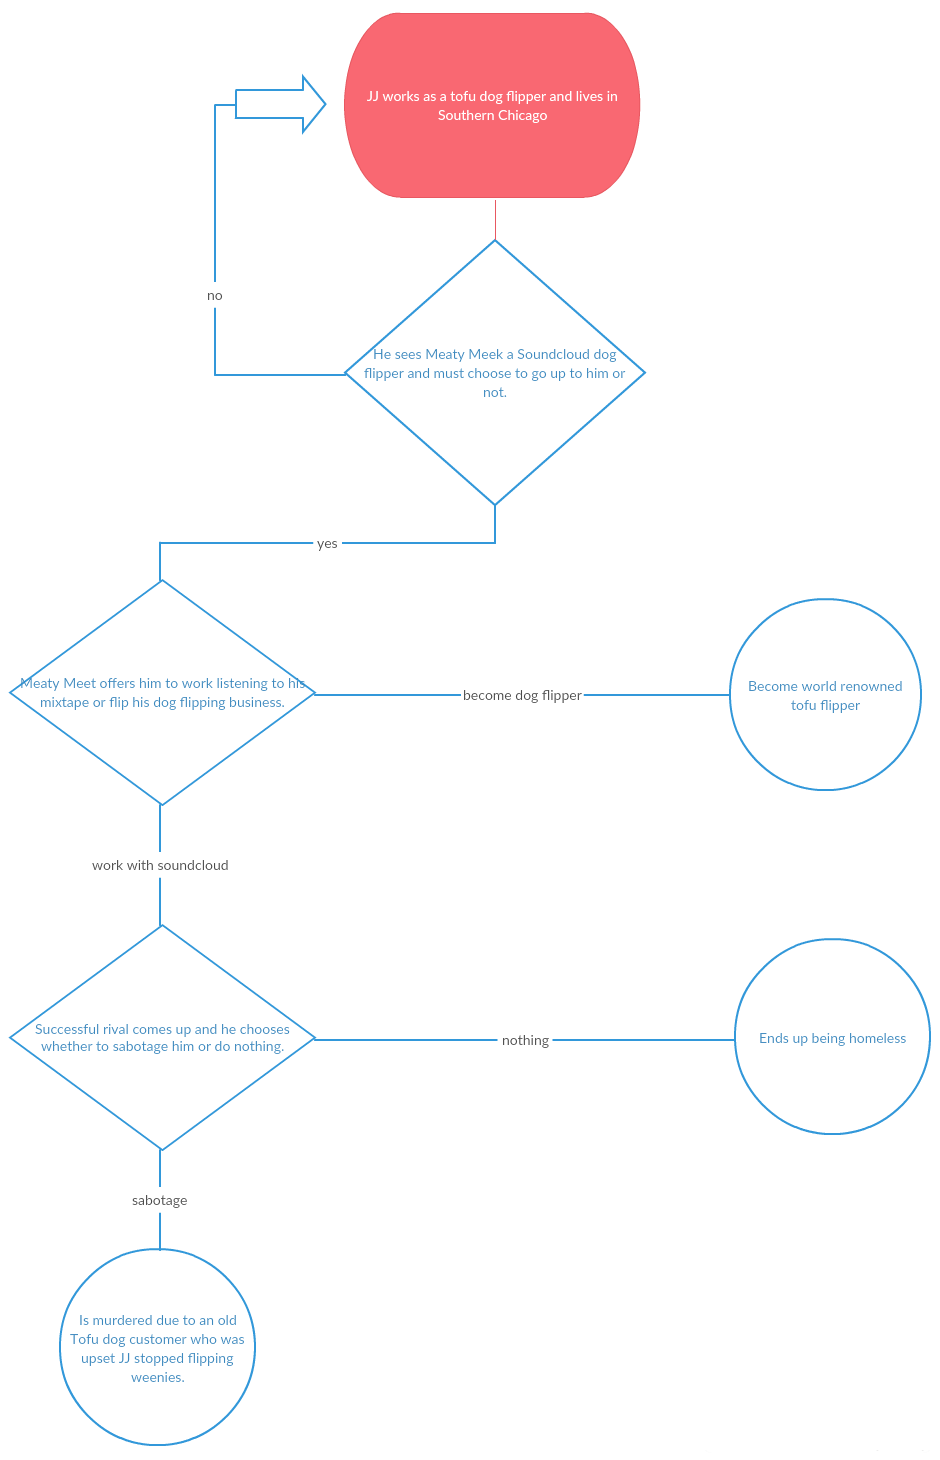 JJ works as a tofu dog flipper and lives in
Southern Chicago
no
He sees Meaty Meek a Soundcloud dog
flipper and must choose to go up to him or
not.
yes
Meaty Meet offers him to work listening to his
mixtape or flip his dog flipping business.
become dog flipper
Become world renowned
tofu flipper
work with soundcloud
Successful rival comes up and he chooses
whether to sabotage him or do nothing.
nothing
Ends up being homeless
sabotage
Is murdered due to an old
Tofu dog customer who was
upset JJ stopped flipping
weenies.